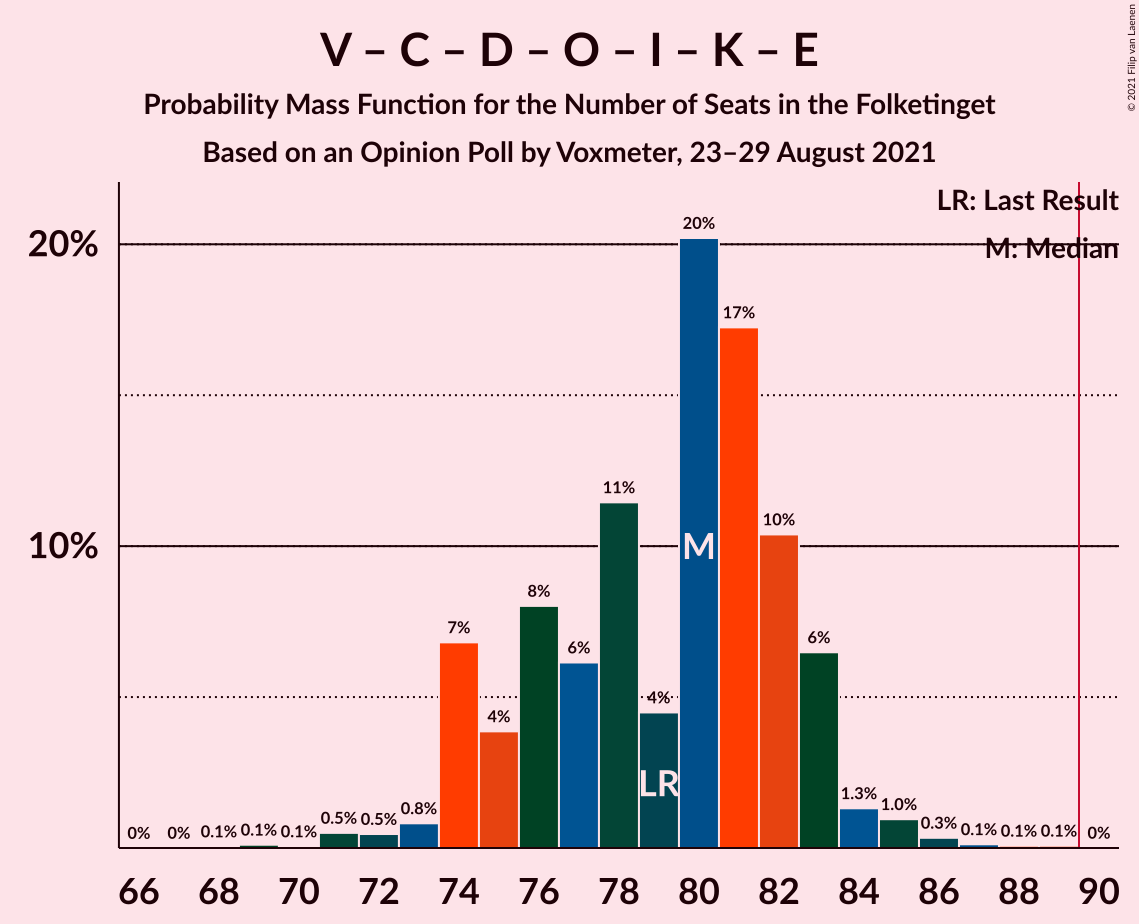 V – C – D – O – I – K – E
Probability Mass Function for the Number of Seats in the Folketinget
Based on an Opinion Poll by Voxmeter, 23–29 August 2021
© 2021 Filip van Laenen
LR: Last Result
M: Median
20%
10%
0% 0% 0.1% 0.1% 0.1% 0.5% 0.5% 0.8% 7% 4% 8% 6% 11% 4% 20% 17% 10% 6% 1.3% 1.0% 0.3% 0.1% 0.1% 0.1% 0%
M
LR
66 68 70 72 74 76 78 80 82 84 86 88 90